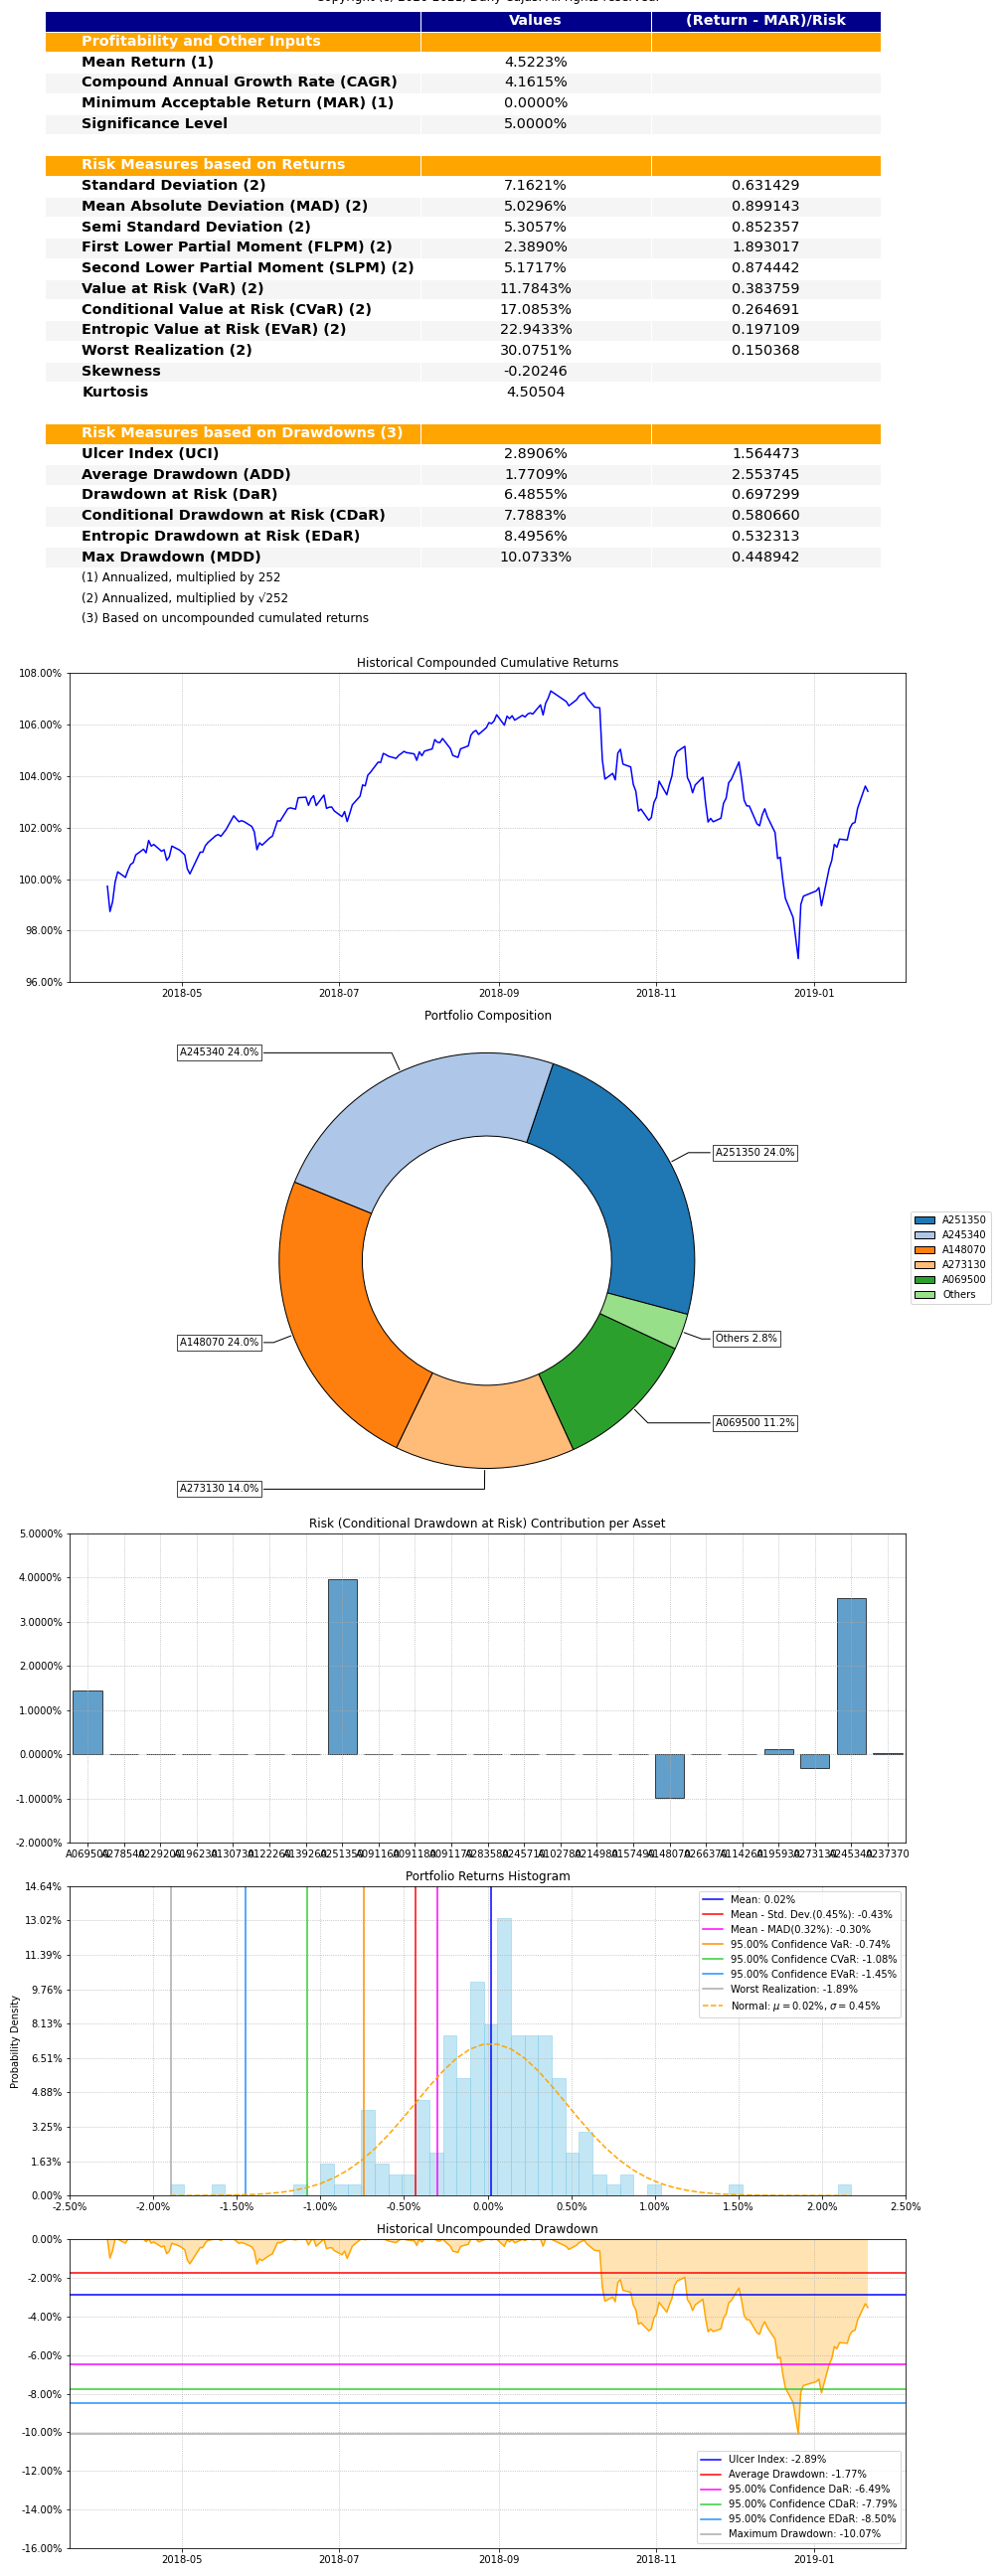 Values (Return - MAR)/Risk
Profitability and Other Inputs
Mean Return (1) 4.5223%
Compound Annual Growth Rate (CAGR) 4.1615%
Minimum Acceptable Return (MAR) (1) 0.0000%
Significance Level 5.0000%
Risk Measures based on Returns
Standard Deviation (2) 7.1621% 0.631429
Mean Absolute Deviation (MAD) (2) 5.0296% 0.899143
Semi Standard Deviation (2) 5.3057% 0.852357
First Lower Partial Moment (FLPM) (2) 2.3890% 1.893017
Second Lower Partial Moment (SLPM) (2) 5.1717% 0.874442
Value at Risk (VaR) (2) 11.7843% 0.383759
Conditional Value at Risk (CVaR) (2) 17.0853% 0.264691
Entropic Value at Risk (EVaR) (2) 22.9433% 0.197109
Worst Realization (2) 30.0751% 0.150368
Skewness -0.20246
Kurtosis 4.50504
Risk Measures based on Drawdowns (3)
Ulcer Index (UCI) 2.8906% 1.564473
Average Drawdown (ADD) 1.7709% 2.553745
Drawdown at Risk (DaR) 6.4855% 0.697299
Conditional Drawdown at Risk (CDaR) 7.7883% 0.580660
Entropic Drawdown at Risk (EDaR) 8.4956% 0.532313
Max Drawdown (MDD) 10.0733% 0.448942
(1) Annualized, multiplied by 252
(2) Annualized, multiplied by √252
(3) Based on uncompounded cumulated returns
Historical Compounded Cumulative Returns
108.00%
106.00%
104.00%
102.00%
100.00%
98.00%
96.00%
2018-05 2018-07 2018-09 2018-11 2019-01
Portfolio Composition
A245340 24.0%
A251350 24.0%
A148070 24.0%
Others 2.8%
A069500 11.2%
A273130 14.0%
A251350
A245340
A148070
A273130
A069500
Others
Risk (Conditional Drawdown at Risk) Contribution per Asset
5.0000%
4.0000%
3.0000%
2.0000%
1.0000%
0.0000%
-1.0000%
-2.0000%
A237370
Portfolio Returns Histogram
Probability Density
14.64%
13.02%
11.39%
9.76%
8.13%
6.51%
4.88%
3.25%
1.63%
0.00%
-2.50% -2.00% -1.50% -1.00% -0.50% 0.00% 0.50% 1.00% 1.50% 2.00% 2.50%
Mean: 0.02%
Mean - Std. Dev.(0.45%): -0.43%
Mean - MAD(0.32%): -0.30%
95.00% Confidence VaR: -0.74%
95.00% Confidence CVaR: -1.08%
95.00% Confidence EVaR: -1.45%
Worst Realization: -1.89%
Normal: μ = 0.02%, σ = 0.45%
Historical Uncompounded Drawdown
0.00%
-2.00%
-4.00%
-6.00%
-8.00%
-10.00%
-12.00%
-14.00%
-16.00%
2018-05 2018-07 2018-09 2018-11 2019-01
Ulcer Index: -2.89%
Average Drawdown: -1.77%
95.00% Confidence DaR: -6.49%
95.00% Confidence CDaR: -7.79%
95.00% Confidence EDaR: -8.50%
Maximum Drawdown: -10.07%